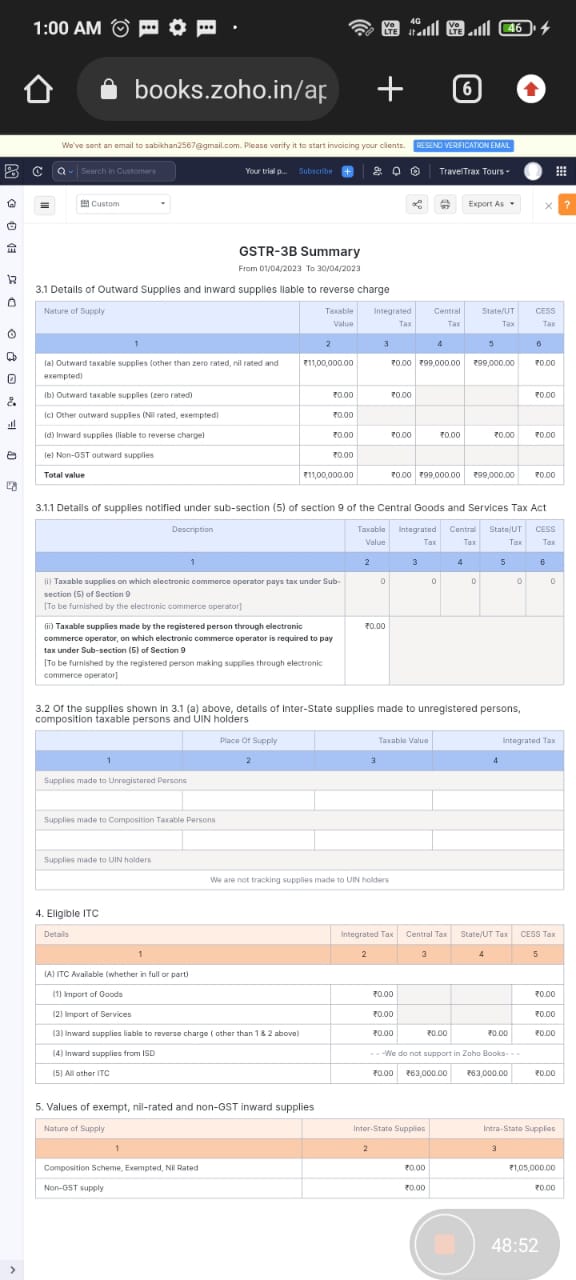 1:00 AM
4G
Vo LTE
Vo LTE
46
books.zoho.in/ap
6
We've sent an email to sabikhan2567@gmail.com. Please verify it to start invoicing your clients. RESEND VERIFICATION EMAIL
Search in Customers
Your trial p... Subscribe
TravelTrax Tours
Custom
Export As
?
GSTR-3B Summary
From 01/04/2023 To 30/04/2023
3.1 Details of Outward Supplies and inward supplies liable to reverse charge
Nature of Supply Taxable Value Integrated Tax Central Tax State/UT Tax CESS Tax
1 2 3 4 5 6
(a) Outward taxable supplies (other than zero rated, nil rated and exempted) ₹11,00,000.00 ₹0.00 ₹99,000.00 ₹99,000.00 ₹0.00
(b) Outward taxable supplies (zero rated) ₹0.00 ₹0.00 ₹0.00
(c) Other outward supplies (Nil rated, exempted) ₹0.00
(d) Inward supplies (liable to reverse charge) ₹0.00 ₹0.00 ₹0.00 ₹0.00 ₹0.00
(e) Non-GST outward supplies ₹0.00
Total value ₹11,00,000.00 ₹0.00 ₹99,000.00 ₹99,000.00 ₹0.00
3.1.1 Details of supplies notified under sub-section (5) of section 9 of the Central Goods and Services Tax Act
Description Taxable Value Integrated Tax Central Tax State/UT Tax CESS Tax
1 2 3 4 5 6
(i) Taxable supplies on which electronic commerce operator pays tax under Sub-
section (5) of Section 9
[To be furnished by the electronic commerce operator]
0 0 0 0 0
(ii) Taxable supplies made by the registered person through electronic
commerce operator, on which electronic commerce operator is required to pay
tax under Sub-section (5) of Section 9
[To be furnished by the registered person making supplies through electronic
commerce operator]
₹0.00
3.2 Of the supplies shown in 3.1 (a) above, details of inter-State supplies made to unregistered persons,
composition taxable persons and UIN holders
Place Of Supply Taxable Value Integrated Tax
1 2 3 4
Supplies made to Unregistered Persons
Supplies made to Composition Taxable Persons
Supplies made to UIN holders
We are not tracking supplies made to UIN holders
4. Eligible ITC
Details Integrated Tax Central Tax State/UT Tax CESS Tax
1 2 3 4 5
(A) ITC Available (whether in full or part)
(1) Import of Goods ₹0.00 ₹0.00
(2) Import of Services ₹0.00 ₹0.00
(3) Inward supplies liable to reverse charge ( other than 1 & 2 above) ₹0.00 ₹0.00 ₹0.00 ₹0.00
(4) Inward supplies from ISD - - -We do not support in Zoho Books- - -
(5) All other ITC ₹0.00 ₹63,000.00 ₹63,000.00 ₹0.00
5. Values of exempt, nil-rated and non-GST inward supplies
Nature of Supply Inter-State Supplies Intra-State Supplies
1 2 3
Composition Scheme, Exempted, Nil Rated ₹0.00 ₹1,05,000.00
Non-GST supply ₹0.00 ₹0.00
48:52